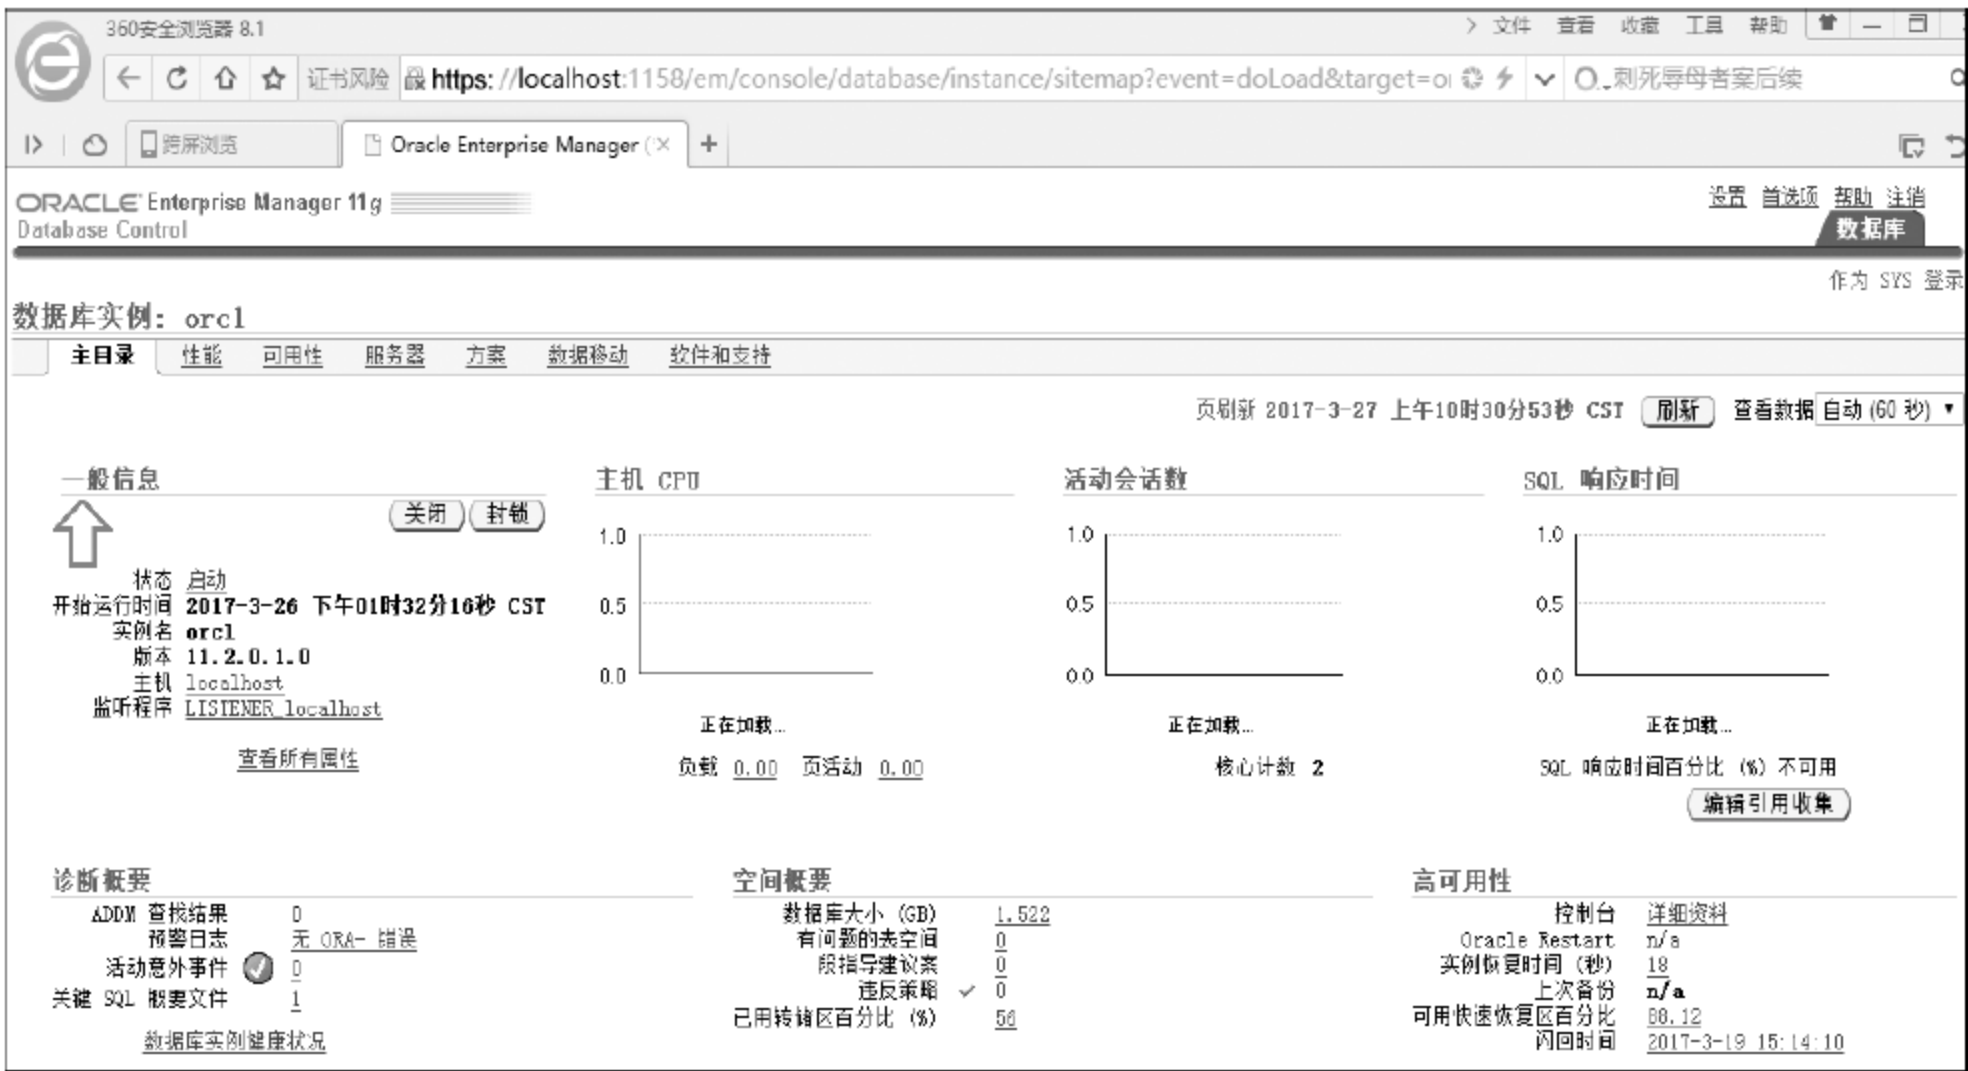 360安全浏览器 8.1
文件 查看 收藏 工具 帮助
证书风险 https://localhost:1158/em/console/database/instance/sitemap?event=doLoad&target=or 刺死辱母者案后续
跨屏浏览 Oracle Enterprise Manager (
ORACLE Enterprise Manager 11g
Database Control
设置 首选项 帮助 注销
数据库
作为 SYS 登录
数据库实例: orcl
主目录 性能 可用性 服务器 方案 数据移动 软件和支持
页刷新 2017-3-27 上午10时30分53秒 CST 刷新 查看数据 自动 (60 秒)
一般信息
关闭 封锁
状态 启动
开始运行时间 2017-3-26 下午01时32分16秒 CST
实例名 orcl
版本 11.2.0.1.0
主机 localhost
监听程序 LISTENER_localhost
查看所有属性
主机 CPU
1.0
0.5
0.0
正在加载...
负载 0.00 页活动 0.00
活动会话数
1.0
0.5
0.0
正在加载...
核心计数 2
SQL 响应时间
1.0
0.5
0.0
正在加载...
SQL 响应时间百分比 (%) 不可用
编辑引用收集
诊断概要
ADDM 查找结果 0
预警日志 无 ORA- 错误
活动意外事件 0
关键 SQL 概要文件 1
数据库实例健康状况
空间概要
数据库大小 (GB) 1.522
有问题的表空间 0
段指导建议案 0
违反策略 0
已用转储区百分比 (%) 56
高可用性
控制台 详细资料
Oracle Restart n/a
实例恢复时间 (秒) 18
上次备份 n/a
可用快速恢复区百分比 88.12
闪回时间 2017-3-19 15:14:10